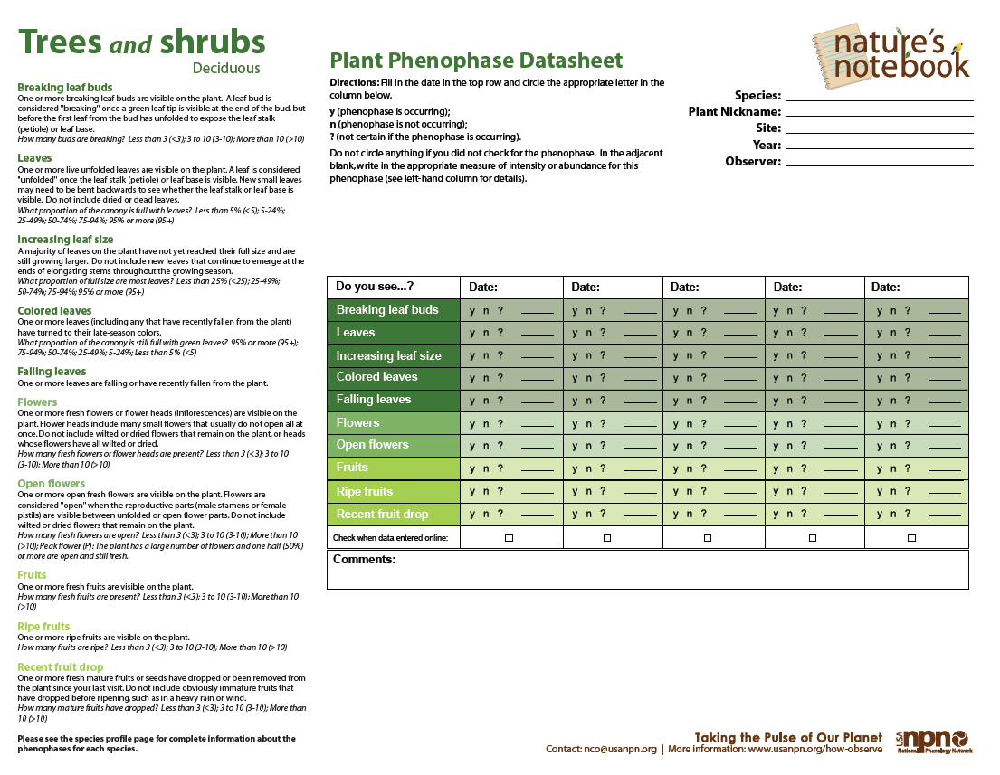 Trees and shrubs
Deciduous
Breaking leaf buds
One or more breaking leaf buds are visible on the plant. A leaf bud is
considered "breaking" once a green leaf tip is visible at the end of the bud, but
before the first leaf from the bud has unfolded to expose the leaf stalk
(petiole) or leaf base.
How many buds are breaking? Less than 3 (<3); 3 to 10 (3-10); More than 10 (>10)
Leaves
One or more live unfolded leaves are visible on the plant. A leaf is considered
"unfolded" once the leaf stalk (petiole) or leaf base is visible. New small leaves
may need to be bent backwards to see whether the leaf stalk or leaf base is
visible. Do not include dried or dead leaves.
What proportion of the canopy is full with leaves? Less than 5% (<5); 5-24%;
25-49%; 50-74%; 75-94%; 95% or more (95+)
Increasing leaf size
A majority of leaves on the plant have not yet reached their full size and are
still growing larger. Do not include new leaves that continue to emerge at the
ends of elongating stems throughout the growing season.
What proportion of full size are most leaves? Less than 25% (<25); 25-49%;
50-74%; 75-94%; 95% or more (95+)
Colored leaves
One or more leaves (including any that have recently fallen from the plant)
have turned to their late-season colors.
What proportion of the canopy is still full with green leaves? 95% or more (95+);
75-94%; 50-74%; 25-49%; 5-24%; Less than 5% (<5)
Falling leaves
One or more leaves are falling or have recently fallen from the plant.
Flowers
One or more fresh flowers or flower heads (inflorescences) are visible on the
plant. Flower heads include many small flowers that usually do not open all at
once. Do not include wilted or dried flowers that remain on the plant, or heads
whose flowers have all wilted or dried.
How many fresh flowers or flower heads are present? Less than 3 (<3); 3 to 10
(3-10); More than 10 (>10)
Open flowers
One or more open fresh flowers are visible on the plant. Flowers are
considered "open" when the reproductive parts (male stamens or female
pistils) are visible between unfolded or open flower parts. Do not include
wilted or dried flowers that remain on the plant.
How many fresh flowers are open? Less than 3 (<3); 3 to 10 (3-10); More than 10
(>10); Peak flower (P): The plant has a large number of flowers and one half (50%)
or more are open and still fresh.
Fruits
One or more fresh fruits are visible on the plant.
How many fresh fruits are present? Less than 3 (<3); 3 to 10 (3-10); More than 10
(>10)
Ripe fruits
One or more ripe fruits are visible on the plant.
How many fruits are ripe? Less than 3 (<3); 3 to 10 (3-10); More than 10 (>10)
Recent fruit drop
One or more fresh mature fruits or seeds have dropped or been removed from
the plant since your last visit. Do not include obviously immature fruits that
have dropped before ripening, such as in a heavy rain or wind.
How many mature fruits have dropped? Less than 3 (<3); 3 to 10 (3-10); More than
10 (>10)
Please see the species profile page for complete information about the
phenophases for each species.
Plant Phenophase Datasheet
Directions: Fill in the date in the top row and circle the appropriate letter in the
column below.
y (phenophase is occurring);
n (phenophase is not occurring);
? (not certain if the phenophase is occurring).
Do not circle anything if you did not check for the phenophase. In the adjacent
blank, write in the appropriate measure of intensity or abundance for this
phenophase (see left-hand column for details).
nature's
notebook
Species:
Plant Nickname:
Site:
Year:
Observer:
Do you see...? Date: Date: Date: Date: Date:
Breaking leaf buds y n ? y n ? y n ? y n ? y n ?
Leaves y n ? y n ? y n ? y n ? y n ?
Increasing leaf size y n ? y n ? y n ? y n ? y n ?
Colored leaves y n ? y n ? y n ? y n ? y n ?
Falling leaves y n ? y n ? y n ? y n ? y n ?
Flowers y n ? y n ? y n ? y n ? y n ?
Open flowers y n ? y n ? y n ? y n ? y n ?
Fruits y n ? y n ? y n ? y n ? y n ?
Ripe fruits y n ? y n ? y n ? y n ? y n ?
Recent fruit drop y n ? y n ? y n ? y n ? y n ?
Check when data entered online:
Comments:
Taking the Pulse of Our Planet
Contact: nco@usanpn.org | More information: www.usanpn.org/how-observe
USA npn
National Phenology Network